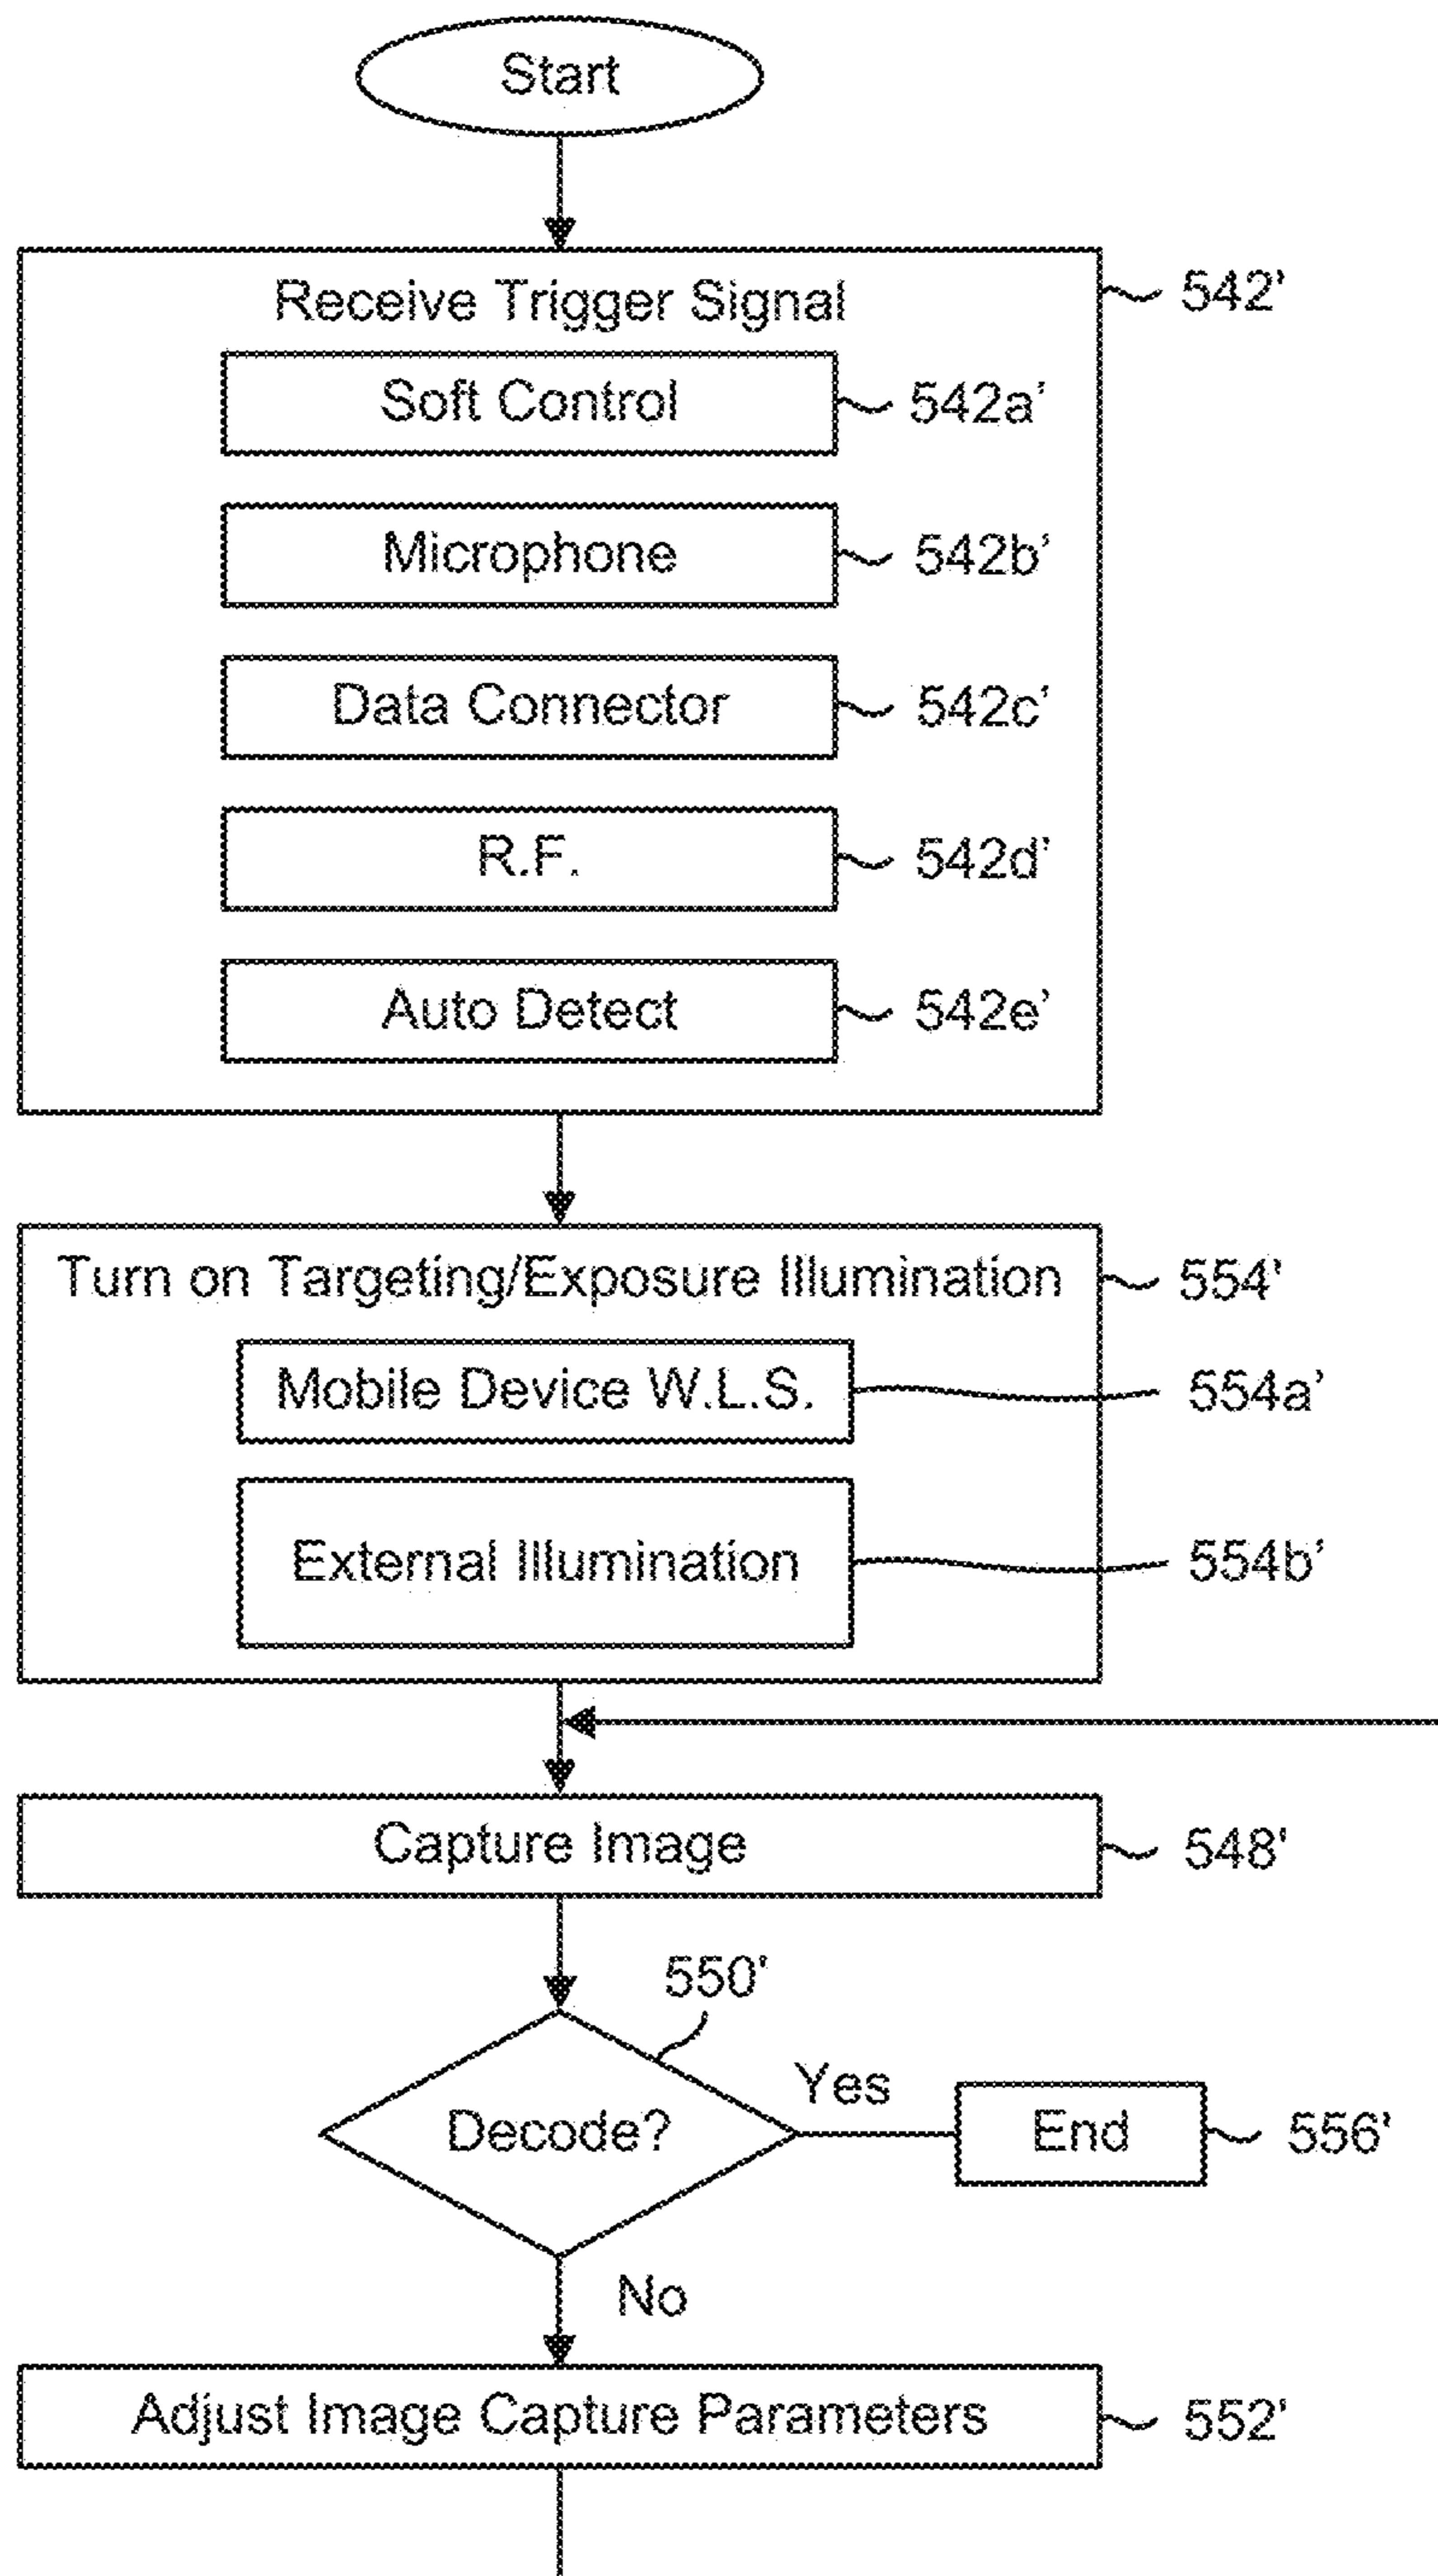 Start
Receive Trigger Signal
542'
Soft Control
542a'
Microphone
542b'
Data Connector
542c'
R.F.
542d'
Auto Detect
542e'
Turn on Targeting/Exposure Illumination
554'
Mobile Device W.L.S.
554a'
External Illumination
554b'
Capture Image
548'
550'
Yes
Decode?
End
556'
No
Adjust Image Capture Parameters
552'